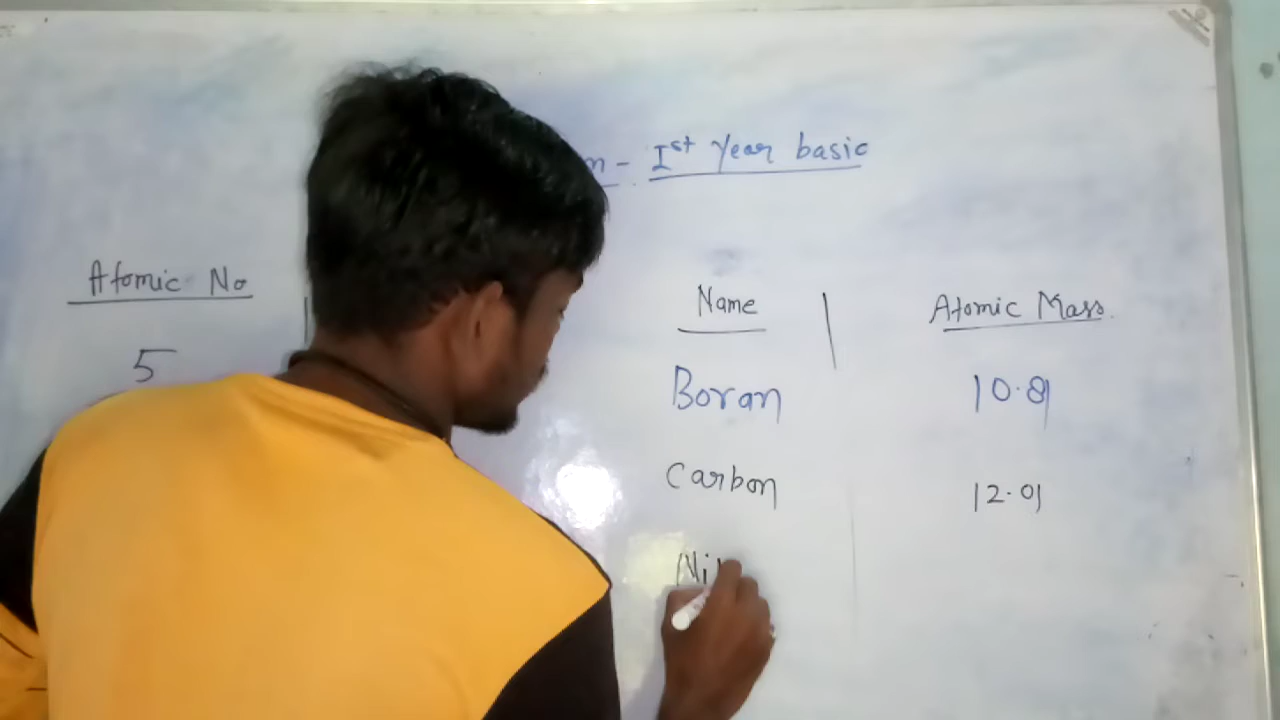 Ist Year basic
Atomic No
Name
Atomic Mass
5
Boran
10.81
Carbon
12.01
Ni